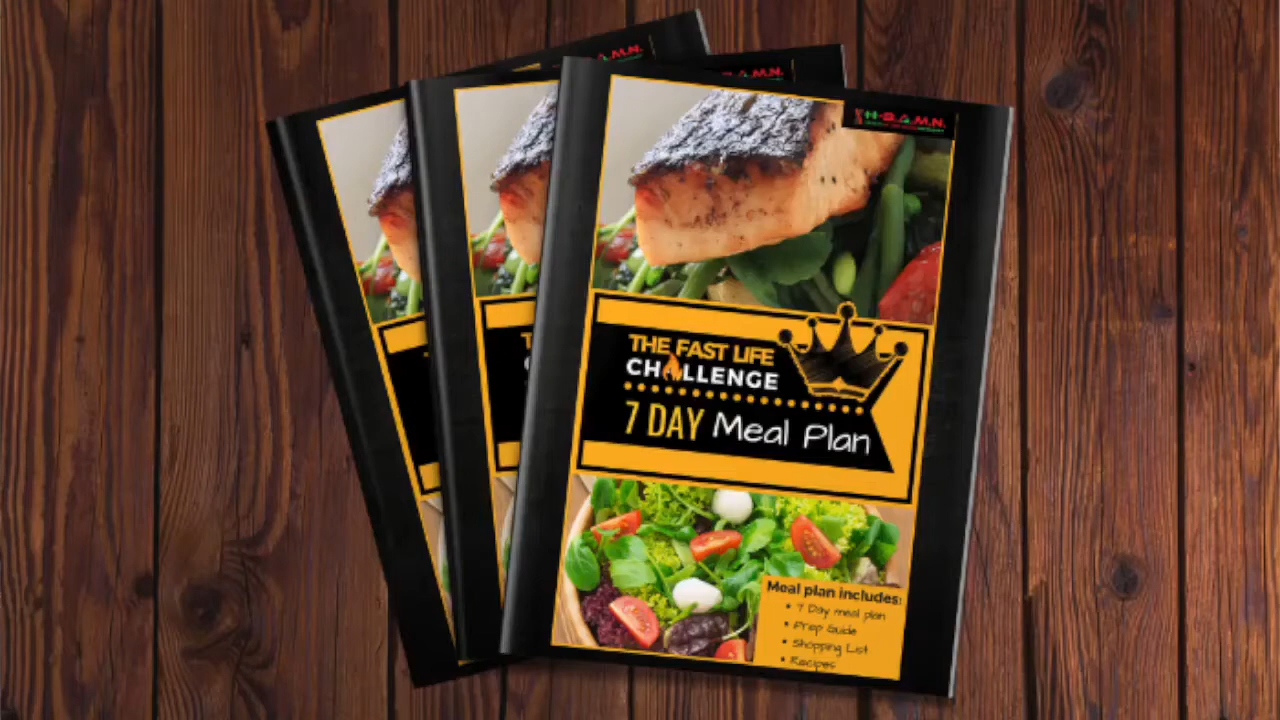 H.B.A.M.N.
THE FAST LIFE
CHALLENGE
7 DAY Meal Plan
Meal plan includes:
• 7 Day meal plan
• Prep Guide
• Shopping List
• Recipes